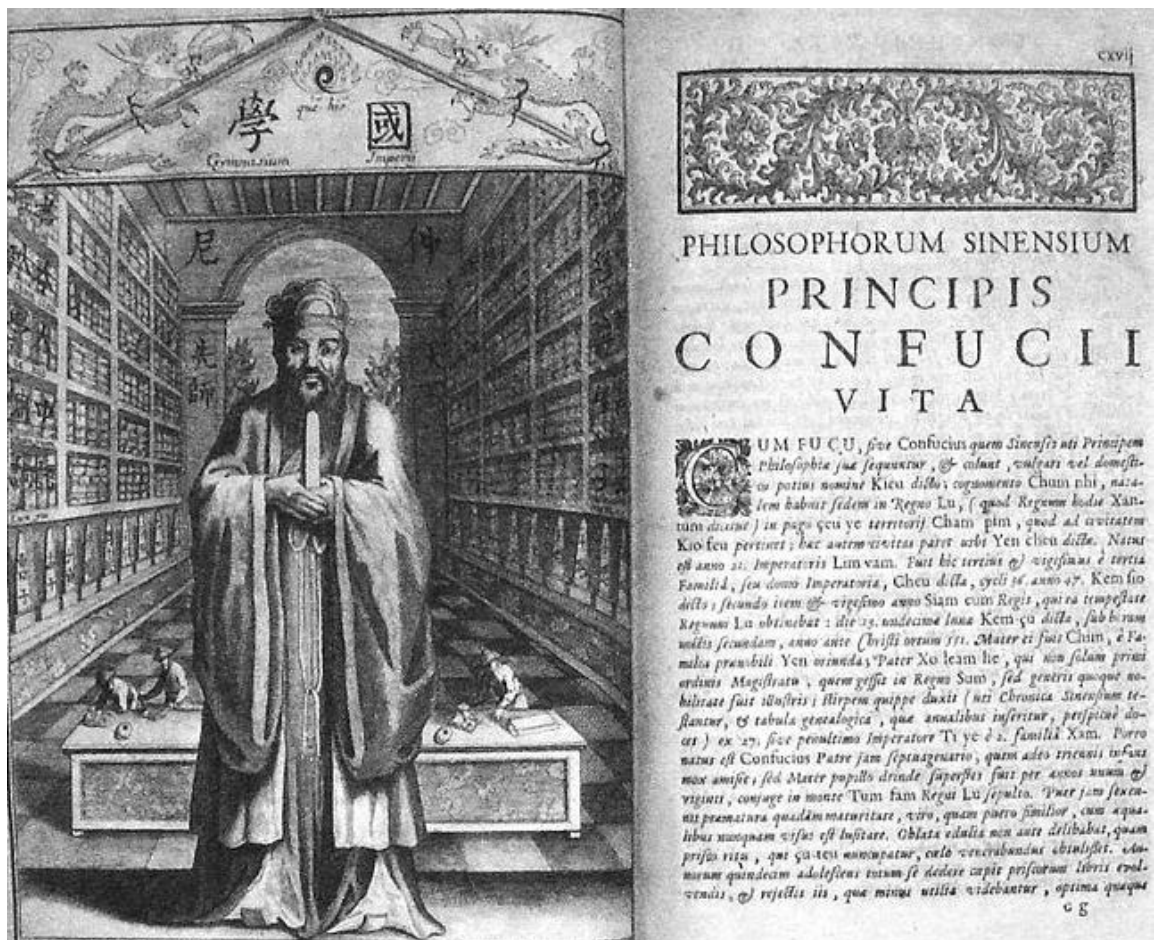 國學
Gymnasium Imperii
仲尼
先師
cxvij
PHILOSOPHORUM SINENSIUM
PRINCIPIS
CONFUCII
VITA
CUM FU ÇU, ſive Confucius quem Sinenſes uti Principem
Philoſophiæ ſuæ ſequuntur, & colunt, vulgari vel domeſti-
co potius nomine Kieu dicto; cognomento Chum nhi, nata-
lem habuit ſedem in Regno Lu, (quod Regnum hodie Xan-
tum dicitur) in pago çeu ye territorij Cham pim, quod ad civitatem
Kio feu pertinet; hæc autem civitas paret urbi Yen cheu dictæ. Natus
eſt anno 21. Imperatoris Lim vam. Fuit hic tertius & vigeſimus è tertia
Familiâ, ſeu domo Imperatoria, Cheu dicta, cycli 36. anno 47. Kem ſio
dicto; ſecundo item & vigeſimo anno Siam cum Regis, qui ea tempeſtate
Regnum Lu obtinebat: die 13. undecimæ lunæ Kem çu dicta, ſub horam
noctis ſecundam, anno ante Chriſti ortum 551. Mater ei fuit Chim, è Fa-
milia prænobili Yen oriunda; Pater Xo leam he, qui non ſolum primi
ordinis Magiſtratu, quem geſſit in Regno Sum, ſed generis quoque no-
bilitate fuit illuſtris; ſtirpem quippe duxit (uti Chronica Sinenſium te-
ſtantur, & tabula genealogica, quæ annalibus inſeritur, perſpicuè do-
cet) ex 27. ſive penultimo Imperatore Ti ye è 2. familiâ Xam. Porro
natus eſt Confucius Patre jam ſeptuagenario, quem adeo triennis infans
mox amiſit; ſed Mater pupillo deinde ſuperſtes fuit per annos unum &
viginti, conjuge in monte Tum fam Regni Lu ſepulto. Puer jam ſexen-
nis præmatura quadam maturitate, viro, quam puero ſimilior, cum æqua-
libus nunquam viſus eſt luſitare. Oblata edulia non ante delibabat, quam
priſco ritu, qui çu teu nuncupatur, cælo venerabundus obtuliſſet. An-
norum quindecim adoleſcens totum ſe dedere cœpit priſcorum libris evol-
vendis, & rejectis iis, quæ minus utilia videbantur, optima quæque
c g